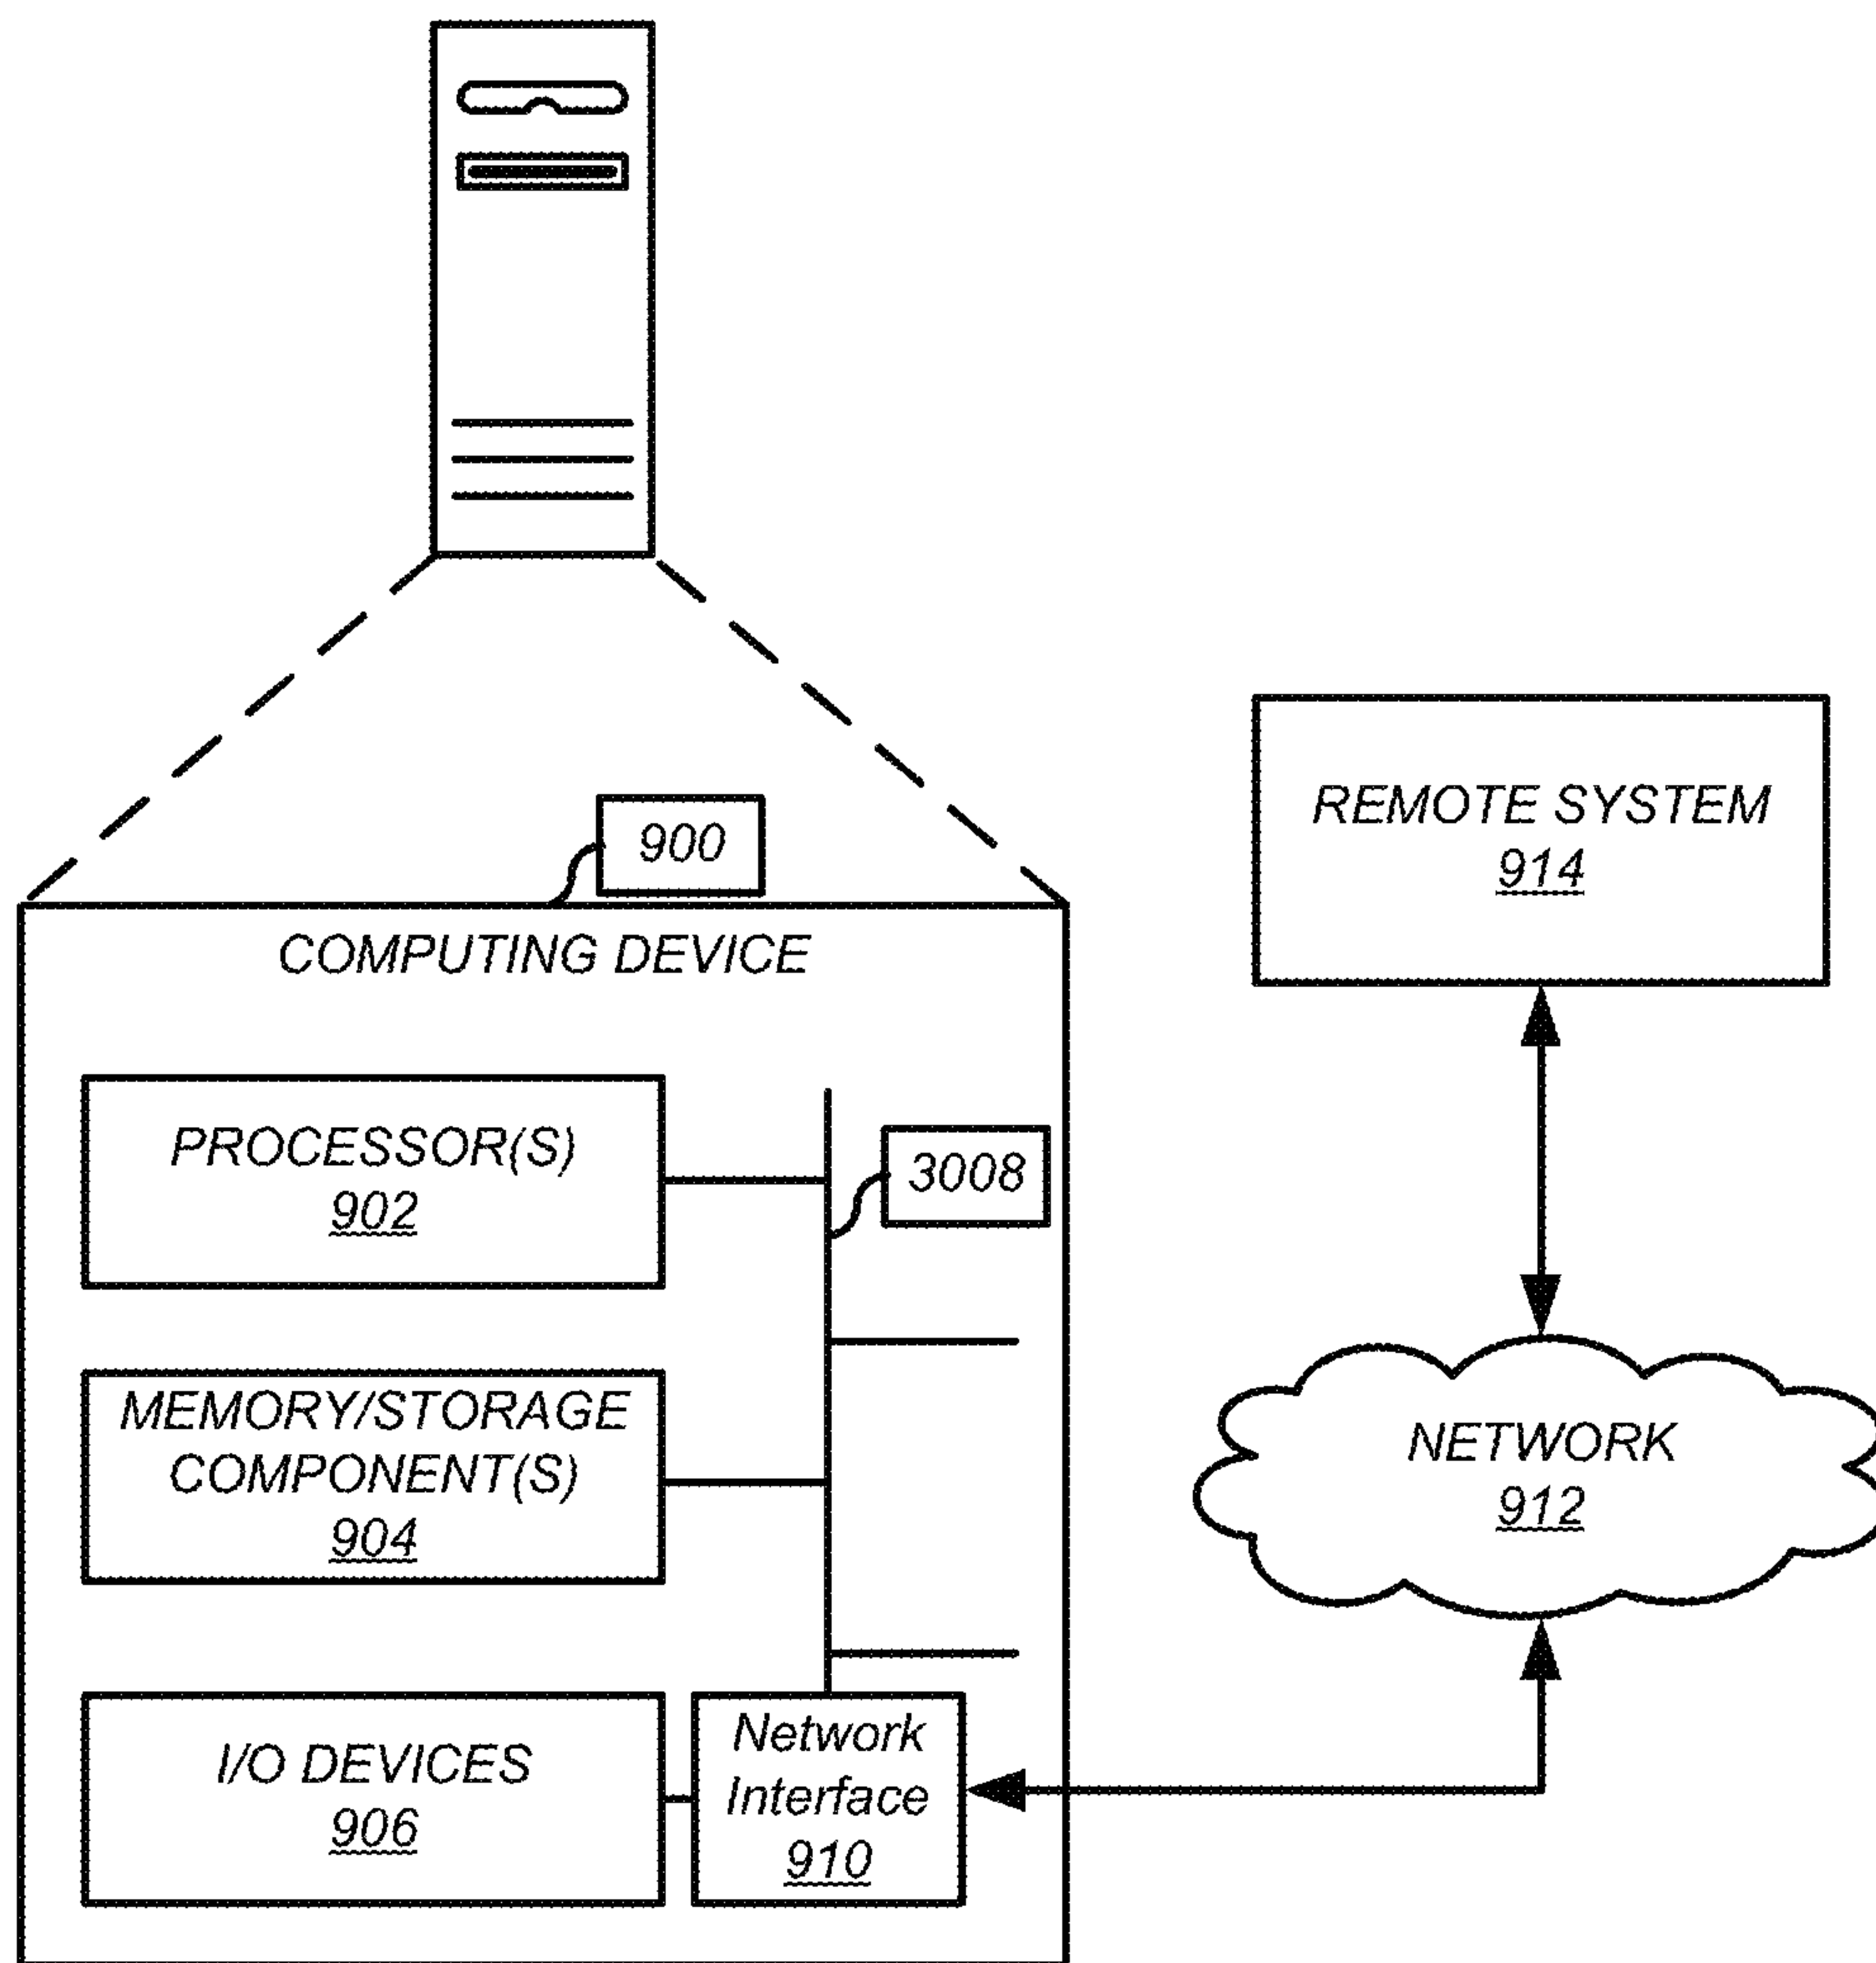 900
COMPUTING DEVICE
PROCESSOR(S)
902
3008
MEMORY/STORAGE
COMPONENT(S)
904
I/O DEVICES
906
Network
Interface
910
REMOTE SYSTEM
914
NETWORK
912